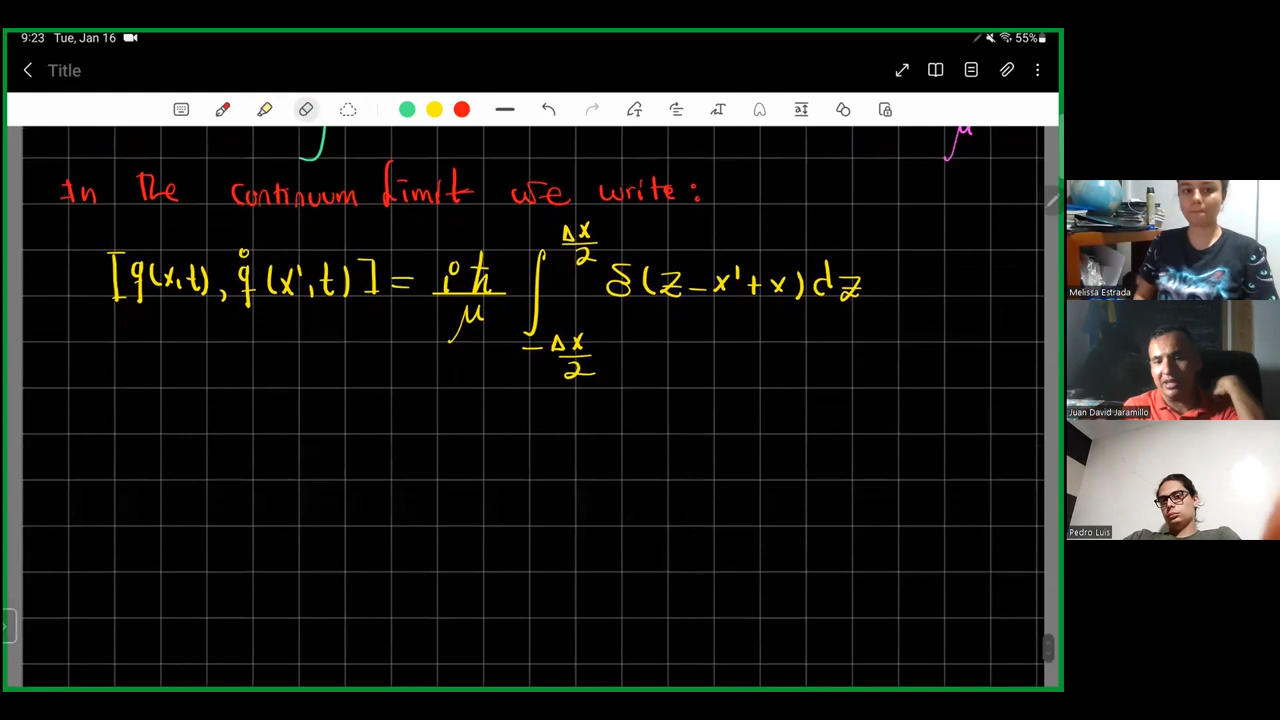 9:23 Tue, Jan 16 55%
Title
In the continuum limit we write:
[q(x,t), q̇(x',t)] = iħ/μ ∫_{-Δx/2}^{Δx/2} δ(z-x'+x)dz
Melissa Estrada
Juan David Jaramillo
Pedro Luis